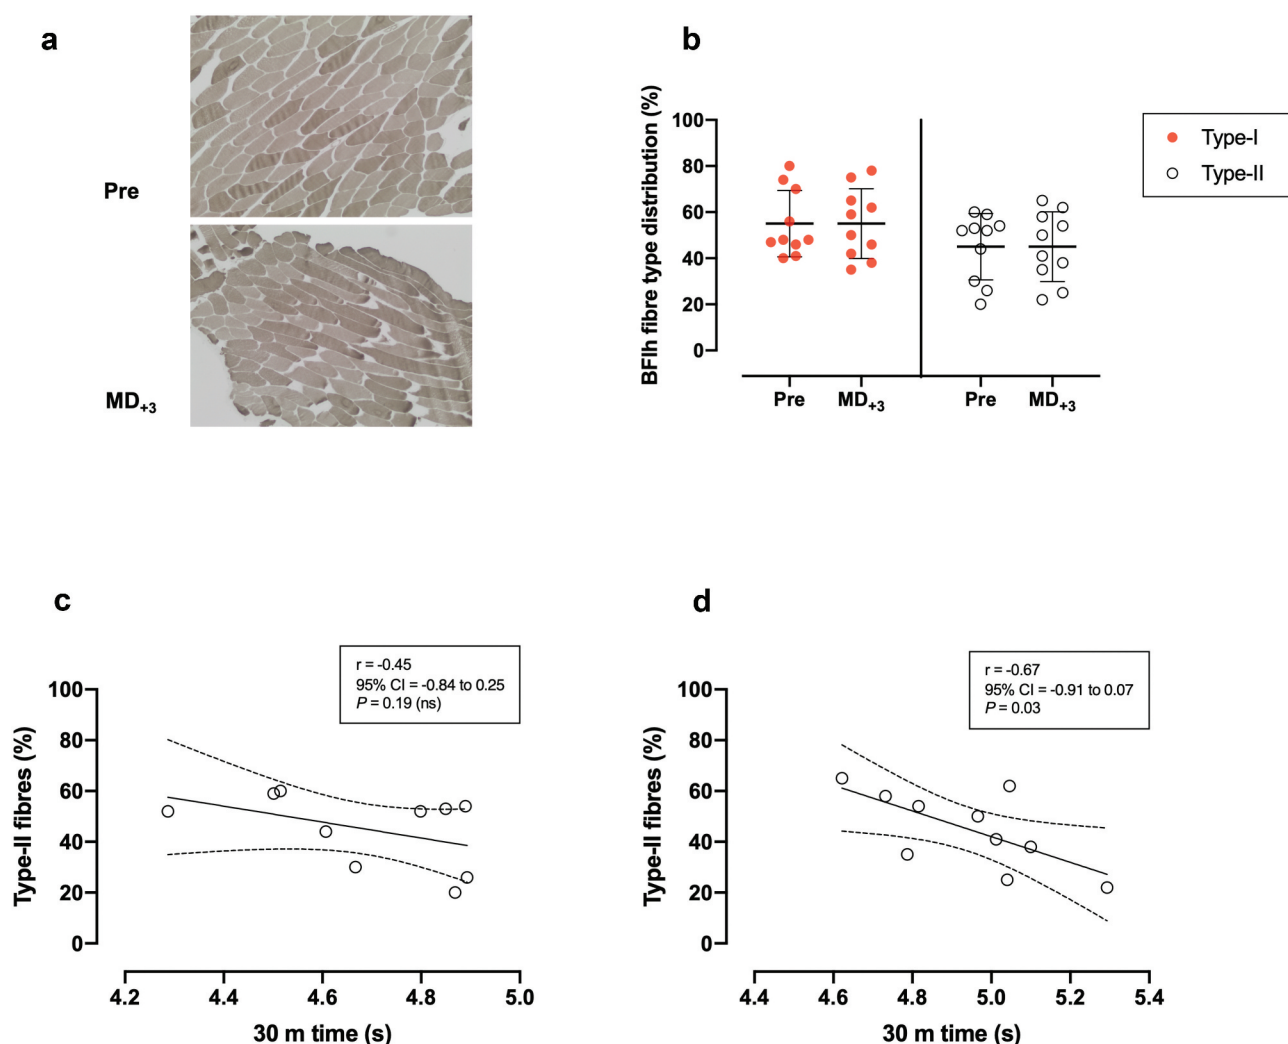 a
Pre
MD+3
b
BFlh fibre type distribution (%)
100
80
60
40
20
0
Pre
MD+3
Pre
MD+3
Type-I
Type-II
c
r = -0.45
95% CI = -0.84 to 0.25
P = 0.19 (ns)
Type-II fibres (%)
100
80
60
40
20
0
4.2
4.4
4.6
4.8
5.0
30 m time (s)
d
r = -0.67
95% CI = -0.91 to 0.07
P = 0.03
Type-II fibres (%)
100
80
60
40
20
0
4.4
4.6
4.8
5.0
5.2
5.4
30 m time (s)